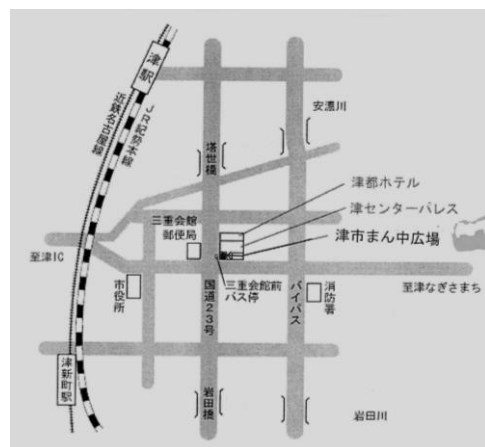 津駅
近鉄名古屋線
JR紀勢本線
安濃川
塔世橋
津都ホテル
三重会館
郵便局
津センターパレス
津市まん中広場
至津IC
三重会館前
バス停
市役所
国道23号
バイパス
消防署
至津なぎさまち
津新町駅
岩田橋
岩田川